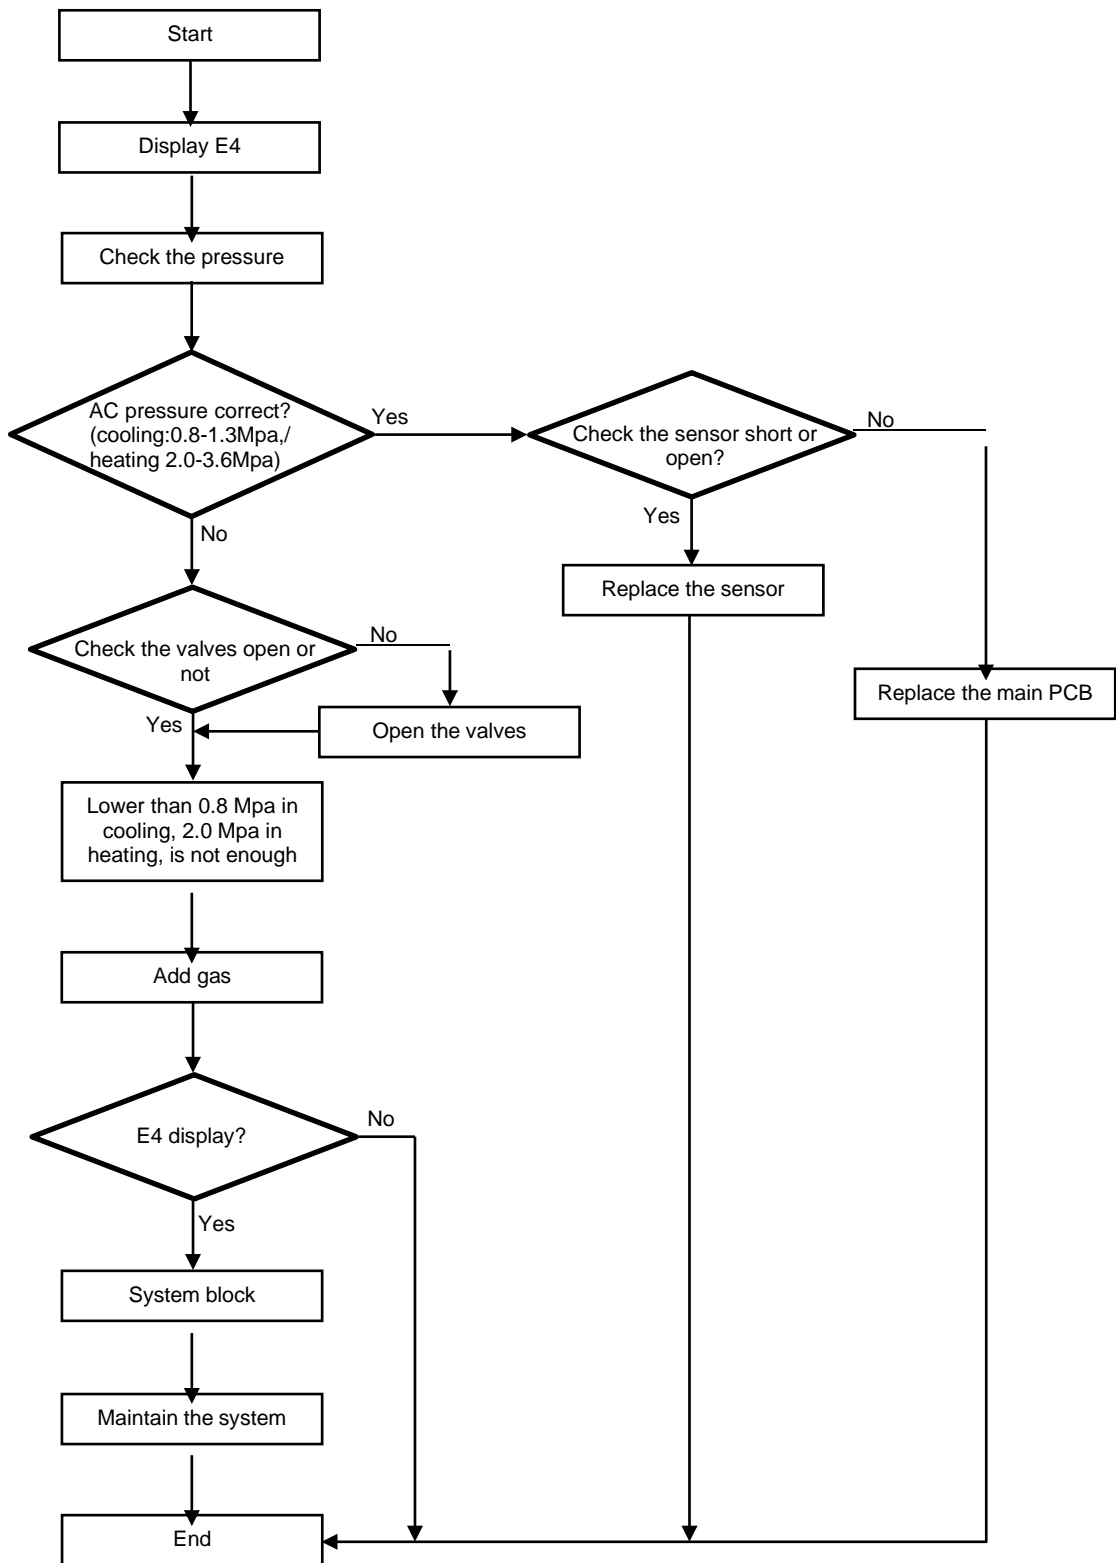 Start
Display E4
Check the pressure
AC pressure correct?
(cooling:0.8-1.3Mpa,/
heating 2.0-3.6Mpa)
Yes
No
Check the sensor short or
open?
No
Yes
Replace the sensor
Replace the main PCB
Check the valves open or
not
No
Yes
Open the valves
Lower than 0.8 Mpa in
cooling, 2.0 Mpa in
heating, is not enough
Add gas
E4 display?
No
Yes
System block
Maintain the system
End